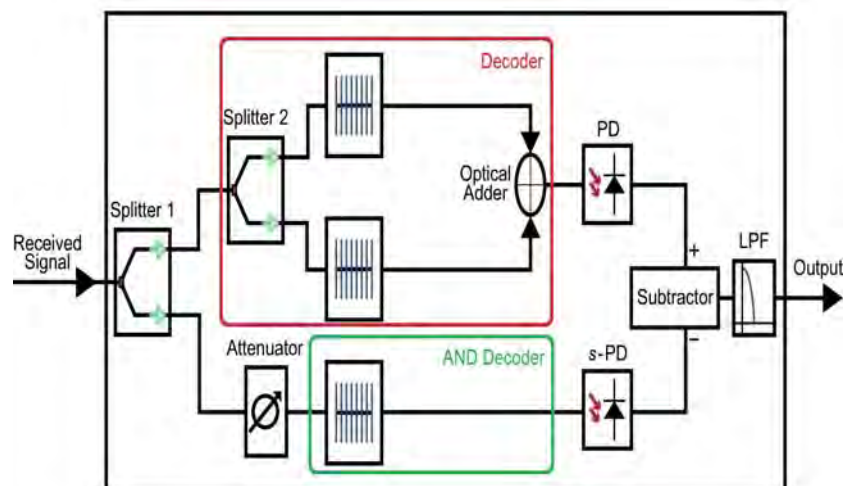 Decoder
Splitter 2
PD
Optical
Adder
Splitter 1
Received
Signal
+
LPF
Output
Subtractor
−
Attenuator
AND Decoder
s-PD